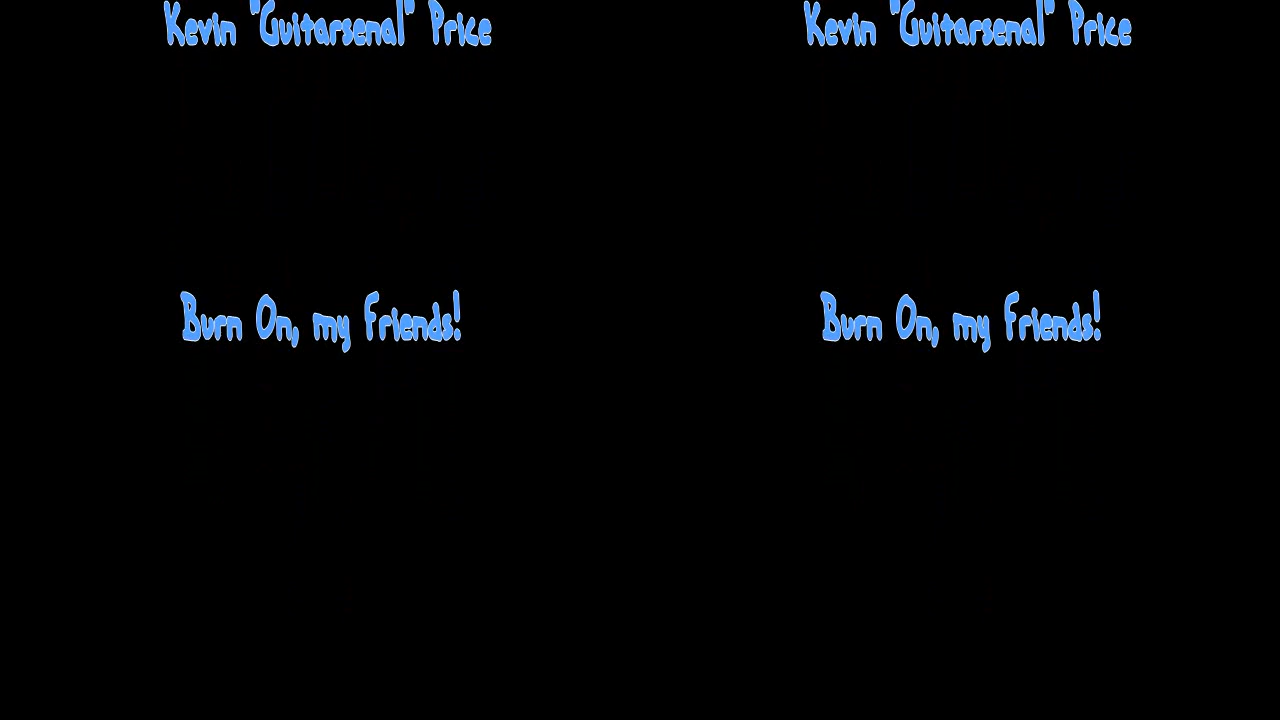 Kevin "Guitarsenal" Price Kevin "Guitarsenal" Price
Burn On, my Friends! Burn On, my Friends!